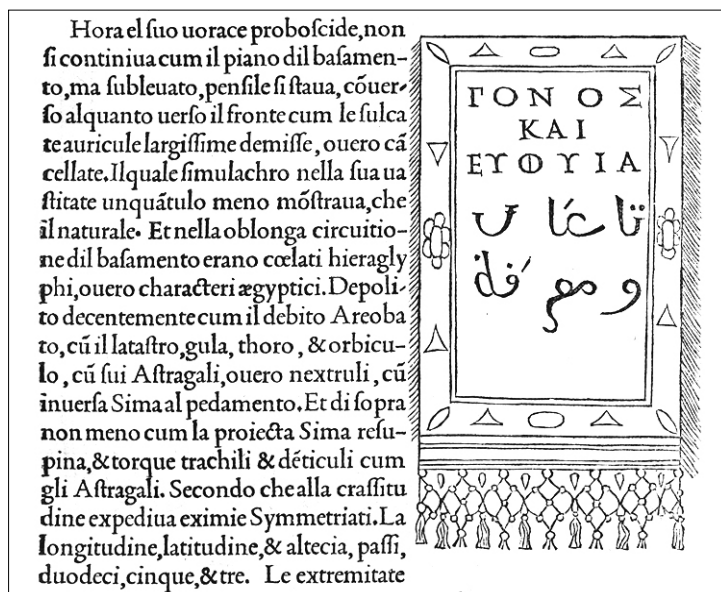 Hora el ſuo uorace proboſcide,non
ſi continiua cum il piano dil baſamen-
to,ma ſubleuato,penſile ſi ſtaua, cõuer-
ſo alquanto uerſo il fronte cum le ſulca
te auricule largiſſime demiſſe, ouero cã
cellate.Ilquale ſimulachro nella ſua ua
ſtitate unquãtulo meno mõſtraua,che
il naturale. Et nella oblonga circuitio-
ne dil baſamento erano cœlati hieragly
phi,ouero characteri ægyptici.Depoli-
to decentemente cum il debito Areoba
to, cũ il lataſtro,gula, thoro, & orbicu-
lo, cũ ſui Aſtragali,ouero nextruli, cũ
inuerſa Sima al pedamento.Et di ſopra
non meno cum la proiecta Sima reſu-
pina,& torque trachili & dẽticuli cum
gli Aſtragali. Secondo che alla craſſitu
dine expediua eximie Symmetriati.La
longitudine,latitudine,& altecia, paſſi,
duodeci,cinque,& tre. Le extremitate
ΓΟΝ ΟΣ
ΚΑΙ
ΕΥΦΥΙΑ